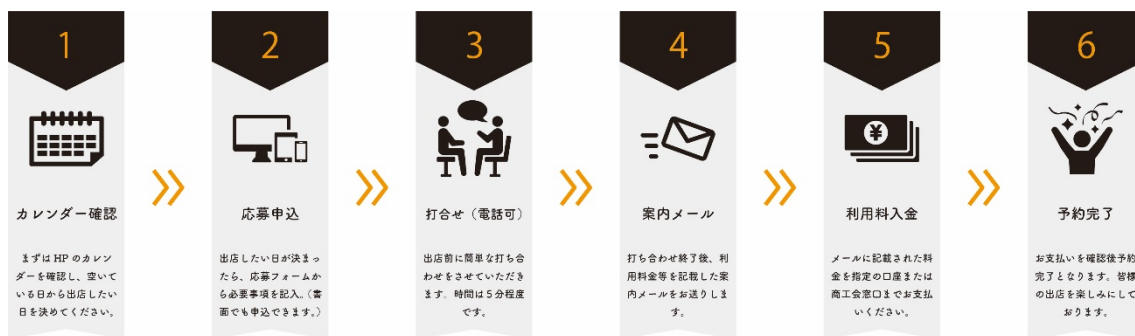 1
カレンダー確認
まずは HP のカレン
ダーを確認し、空いて
いる日から出店したい
日を決めてください。
2
応募申込
出店したい日が決まっ
たら、応募フォームか
ら必要事項を記入。（書
面でも申込できます。）
3
打合せ（電話可）
出店前に簡単な打ち合
わせをさせていただき
ます。時間は５分程度
です。
4
案内メール
打ち合わせ終了後、利
用料金等を記載した案
内メールをお送りしま
す。
5
¥
利用料入金
メールに記載された料
金を指定の口座または
商工会窓口までお支払
いください。
6
予約完了
お支払いを確認後予約
完了となります。皆様
の出店を楽しみにして
おります。